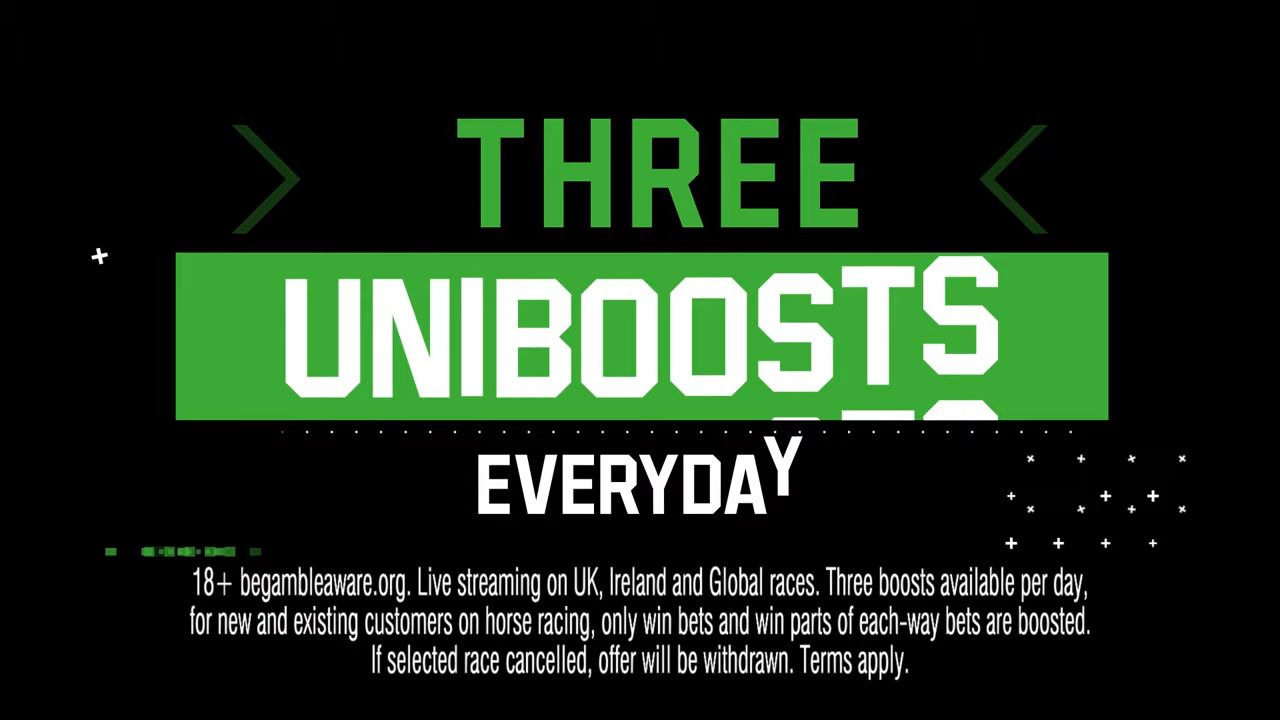 THREE
UNIBOOSTS
EVERYDAY
18+ begambleaware.org. Live streaming on UK, Ireland and Global races. Three boosts available per day,
for new and existing customers on horse racing, only win bets and win parts of each-way bets are boosted.
If selected race cancelled, offer will be withdrawn. Terms apply.